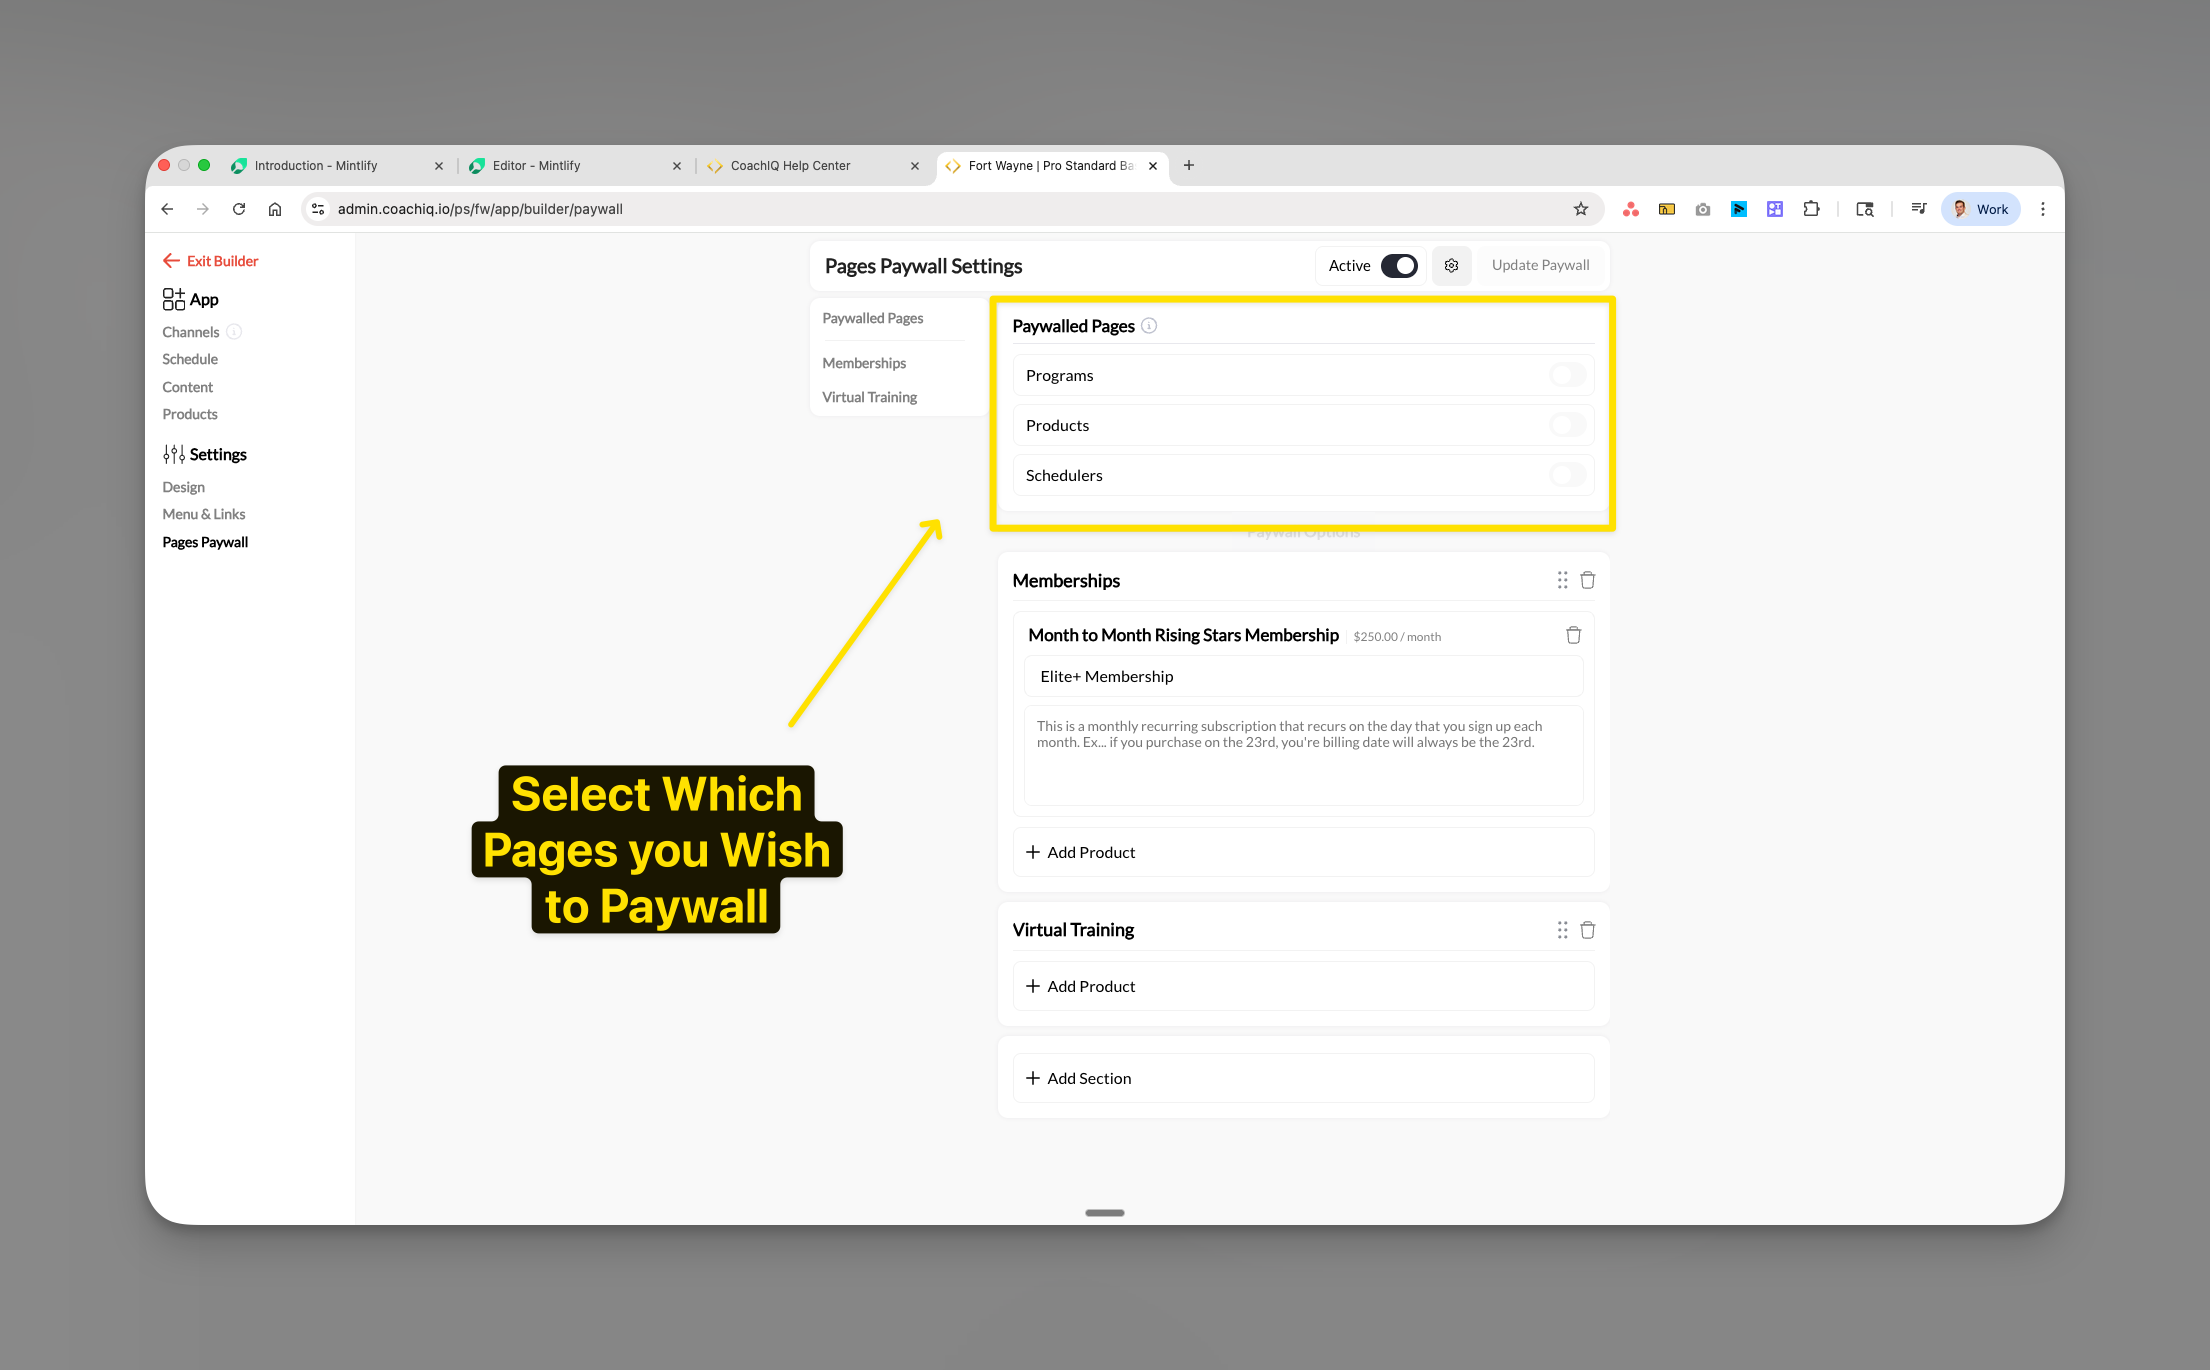 Introduction - Mintlify
Editor - Mintlify
CoachIQ Help Center
Fort Wayne | Pro Standard Ba
admin.coachiq.io/ps/fw/app/builder/paywall
Work
Exit Builder
App
Channels
Schedule
Content
Products
Settings
Design
Menu & Links
Pages Paywall
Pages Paywall Settings
Active
Update Paywall
Paywalled Pages
Memberships
Virtual Training
Paywalled Pages
Programs
Products
Schedulers
Paywall Options
Memberships
Month to Month Rising Stars Membership
$250.00 / month
Elite+ Membership
This is a monthly recurring subscription that recurs on the day that you sign up each
month. Ex... if you purchase on the 23rd, you're billing date will always be the 23rd.
+ Add Product
Virtual Training
+ Add Product
+ Add Section
Select Which
Pages you Wish
to Paywall